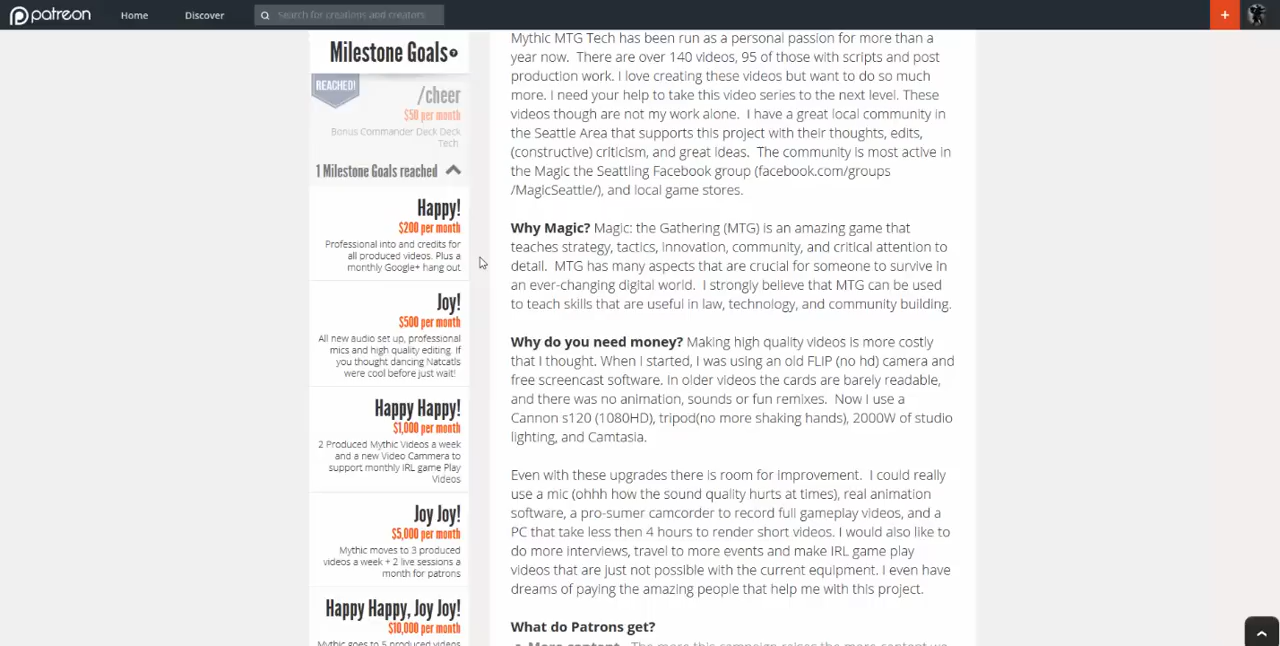 patreon
Home
Discover
Search for creations and creators
+
Milestone Goals
REACHED!
/cheer
$50 per month
Bonus Commander Deck Deck
Tech
1 Milestone Goals reached
Happy!
$200 per month
Professional into and credits for
all produced videos. Plus a
monthly Google+ hang out
Joy!
$500 per month
All new audio set up, professional
mics and high quality editing. If
you thought dancing Natcatls
were cool before just wait!
Happy Happy!
$1,000 per month
2 Produced Mythic Videos a week
and a new Video Cammera to
support monthly IRL game Play
Videos
Joy Joy!
$5,000 per month
Mythic moves to 3 produced
videos a week + 2 live sessions a
month for patrons
Happy Happy, Joy Joy!
$10,000 per month
Mythic goes to 5 produced videos
Mythic MTG Tech has been run as a personal passion for more than a
year now. There are over 140 videos, 95 of those with scripts and post
production work. I love creating these videos but want to do so much
more. I need your help to take this video series to the next level. These
videos though are not my work alone. I have a great local community in
the Seattle Area that supports this project with their thoughts, edits,
(constructive) criticism, and great ideas. The community is most active in
the Magic the Seattling Facebook group (facebook.com/groups
/MagicSeattle/), and local game stores.
Why Magic? Magic: the Gathering (MTG) is an amazing game that
teaches strategy, tactics, innovation, community, and critical attention to
detail. MTG has many aspects that are crucial for someone to survive in
an ever-changing digital world. I strongly believe that MTG can be used
to teach skills that are useful in law, technology, and community building.
Why do you need money? Making high quality videos is more costly
that I thought. When I started, I was using an old FLIP (no hd) camera and
free screencast software. In older videos the cards are barely readable,
and there was no animation, sounds or fun remixes. Now I use a
Cannon s120 (1080HD), tripod(no more shaking hands), 2000W of studio
lighting, and Camtasia.
Even with these upgrades there is room for improvement. I could really
use a mic (ohhh how the sound quality hurts at times), real animation
software, a pro-sumer camcorder to record full gameplay videos, and a
PC that take less then 4 hours to render short videos. I would also like to
do more interviews, travel to more events and make IRL game play
videos that are just not possible with the current equipment. I even have
dreams of paying the amazing people that help me with this project.
What do Patrons get?
More content - The more this campaign raises the more content we